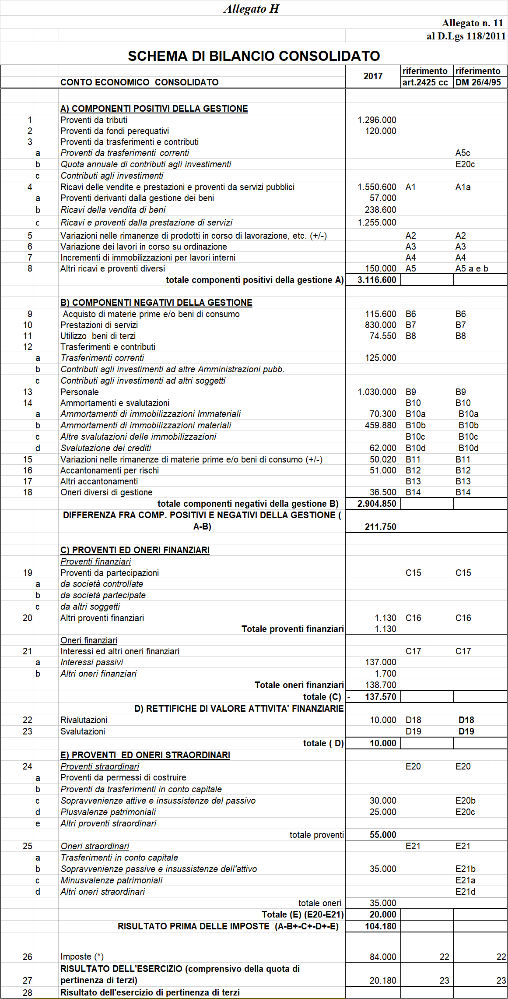 Allegato H
Allegato n. 11
al D.Lgs 118/2011
SCHEMA DI BILANCIO CONSOLIDATO
CONTO ECONOMICO CONSOLIDATO 2017 riferimento art.2425 cc riferimento DM 26/4/95
A) COMPONENTI POSITIVI DELLA GESTIONE
1 Proventi da tributi 1.296.000
2 Proventi da fondi perequativi 120.000
3 Proventi da trasferimenti e contributi
a Proventi da trasferimenti correnti A5c
b Quota annuale di contributi agli investimenti E20c
c Contributi agli investimenti
4 Ricavi delle vendite e prestazioni e proventi da servizi pubblici 1.550.600 A1 A1a
a Proventi derivanti dalla gestione dei beni 57.000
b Ricavi della vendita di beni 238.600
c Ricavi e proventi dalla prestazione di servizi 1.255.000
5 Variazioni nelle rimanenze di prodotti in corso di lavorazione, etc. (+/-) A2 A2
6 Variazione dei lavori in corso su ordinazione A3 A3
7 Incrementi di immobilizzazioni per lavori interni A4 A4
8 Altri ricavi e proventi diversi 150.000 A5 A5 a e b
totale componenti positivi della gestione A) 3.116.600
B) COMPONENTI NEGATIVI DELLA GESTIONE
9 Acquisto di materie prime e/o beni di consumo 115.600 B6 B6
10 Prestazioni di servizi 830.000 B7 B7
11 Utilizzo beni di terzi 74.550 B8 B8
12 Trasferimenti e contributi
a Trasferimenti correnti 125.000
b Contributi agli investimenti ad altre Amministrazioni pubb.
c Contributi agli investimenti ad altri soggetti
13 Personale 1.030.000 B9 B9
14 Ammortamenti e svalutazioni B10 B10
a Ammortamenti di immobilizzazioni Immateriali 70.300 B10a B10a
b Ammortamenti di immobilizzazioni materiali 459.880 B10b B10b
c Altre svalutazioni delle immobilizzazioni B10c B10c
d Svalutazione dei crediti 62.000 B10d B10d
15 Variazioni nelle rimanenze di materie prime e/o beni di consumo (+/-) 50.020 B11 B11
16 Accantonamenti per rischi 51.000 B12 B12
17 Altri accantonamenti B13 B13
18 Oneri diversi di gestione 36.500 B14 B14
totale componenti negativi della gestione B) 2.904.850
DIFFERENZA FRA COMP. POSITIVI E NEGATIVI DELLA GESTIONE (
A-B) 211.750
C) PROVENTI ED ONERI FINANZIARI
Proventi finanziari
19 Proventi da partecipazioni C15 C15
a da società controllate
b da società partecipate
c da altri soggetti
20 Altri proventi finanziari 1.130 C16 C16
Totale proventi finanziari 1.130
Oneri finanziari
21 Interessi ed altri oneri finanziari C17 C17
a Interessi passivi 137.000
b Altri oneri finanziari 1.700
Totale oneri finanziari 138.700
totale (C) - 137.570
D) RETTIFICHE DI VALORE ATTIVITA' FINANZIARIE
22 Rivalutazioni 10.000 D18 D18
23 Svalutazioni D19 D19
totale ( D) 10.000
E) PROVENTI ED ONERI STRAORDINARI
24 Proventi straordinari E20 E20
a Proventi da permessi di costruire
b Proventi da trasferimenti in conto capitale
c Sopravvenienze attive e insussistenze del passivo 30.000 E20b
d Plusvalenze patrimoniali 25.000 E20c
e Altri proventi straordinari
totale proventi 55.000
25 Oneri straordinari E21 E21
a Trasferimenti in conto capitale
b Sopravvenienze passive e insussistenze dell'attivo 35.000 E21b
c Minusvalenze patrimoniali E21a
d Altri oneri straordinari E21d
totale oneri 35.000
Totale (E) (E20-E21) 20.000
RISULTATO PRIMA DELLE IMPOSTE (A-B+-C+-D+-E) 104.180
26 Imposte (*) 84.000 22 22
RISULTATO DELL'ESERCIZIO (comprensivo della quota di
27 pertinenza di terzi) 20.180 23 23
28 Risultato dell'esercizio di pertinenza di terzi